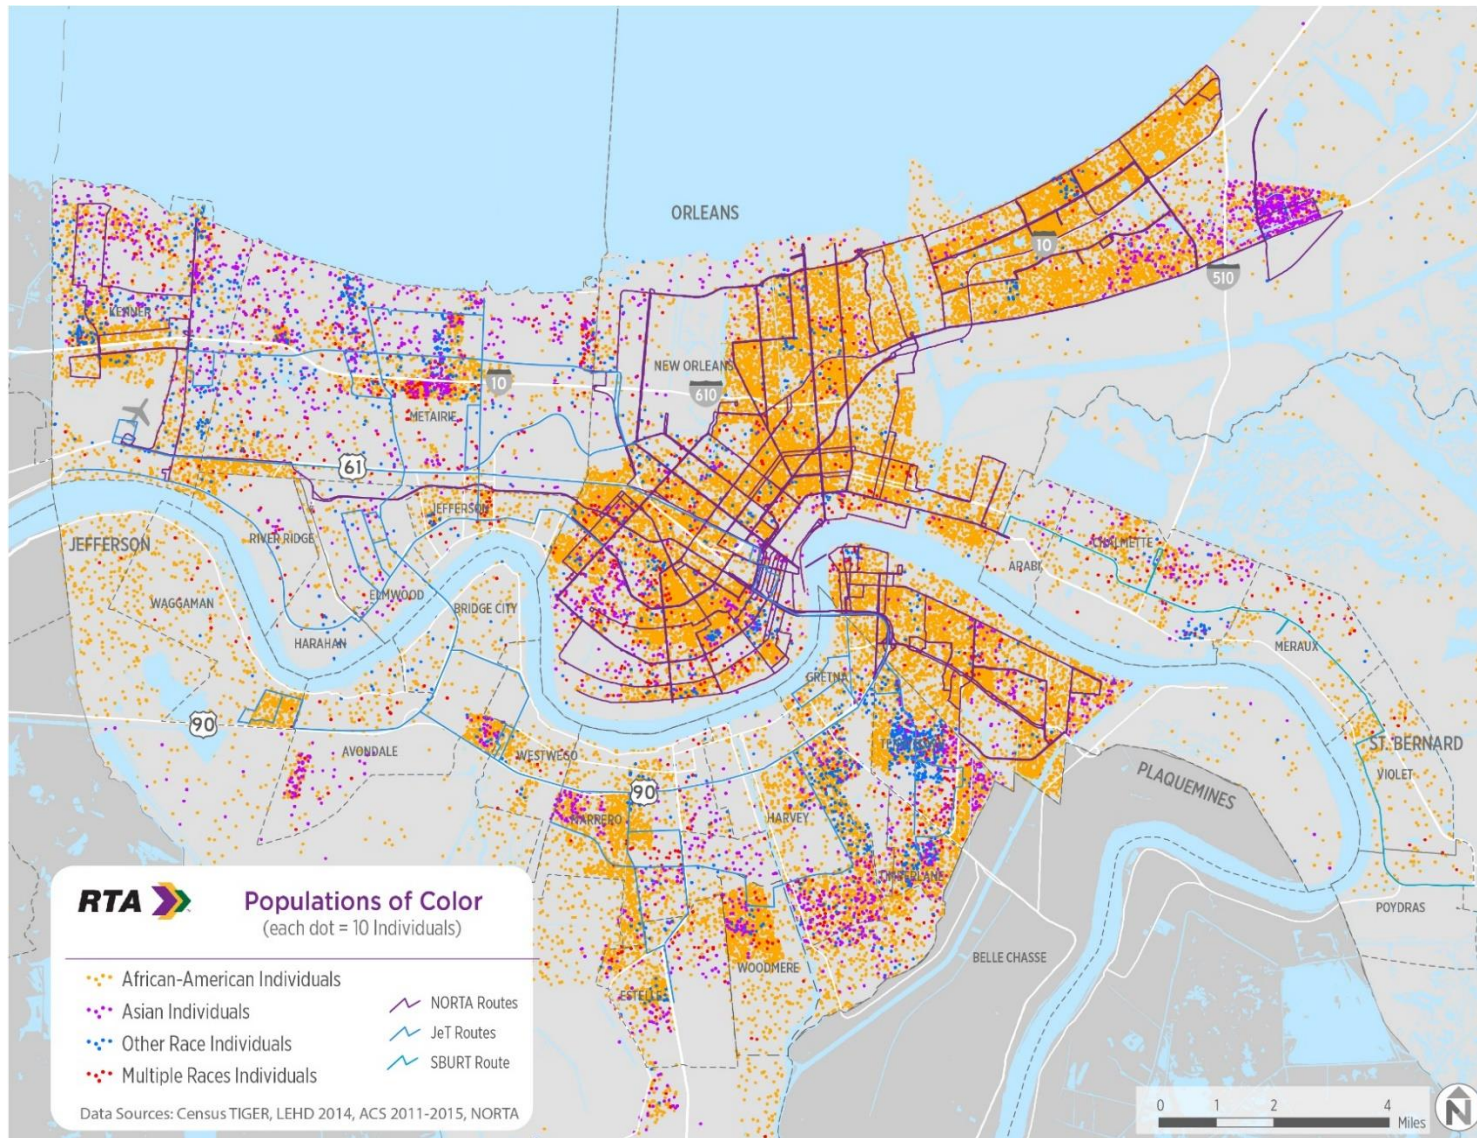 ORLEANS
10
510
KENNER
NEW ORLEANS
10
610
METAIRIE
61
JEFFERSON
JEFFERSON
RIVER RIDGE
CHALMETTE
ARABI
WAGGAMAN
ELMWOOD
BRIDGE CITY
HARAHAN
MERAUX
GRETNA
90
AVONDALE
WESTWEGO
TERRYTOWN
ST. BERNARD
VIOLET
PLAQUEMINES
90
MARRERO
HARVEY
TIMBERLANE
POYDRAS
BELLE CHASSE
WOODMERE
ESTELLE
RTA
Populations of Color
(each dot = 10 Individuals)
African-American Individuals
Asian Individuals
Other Race Individuals
Multiple Races Individuals
NORTA Routes
JeT Routes
SBURT Route
Data Sources: Census TIGER, LEHD 2014, ACS 2011-2015, NORTA
0 1 2 4
Miles
N